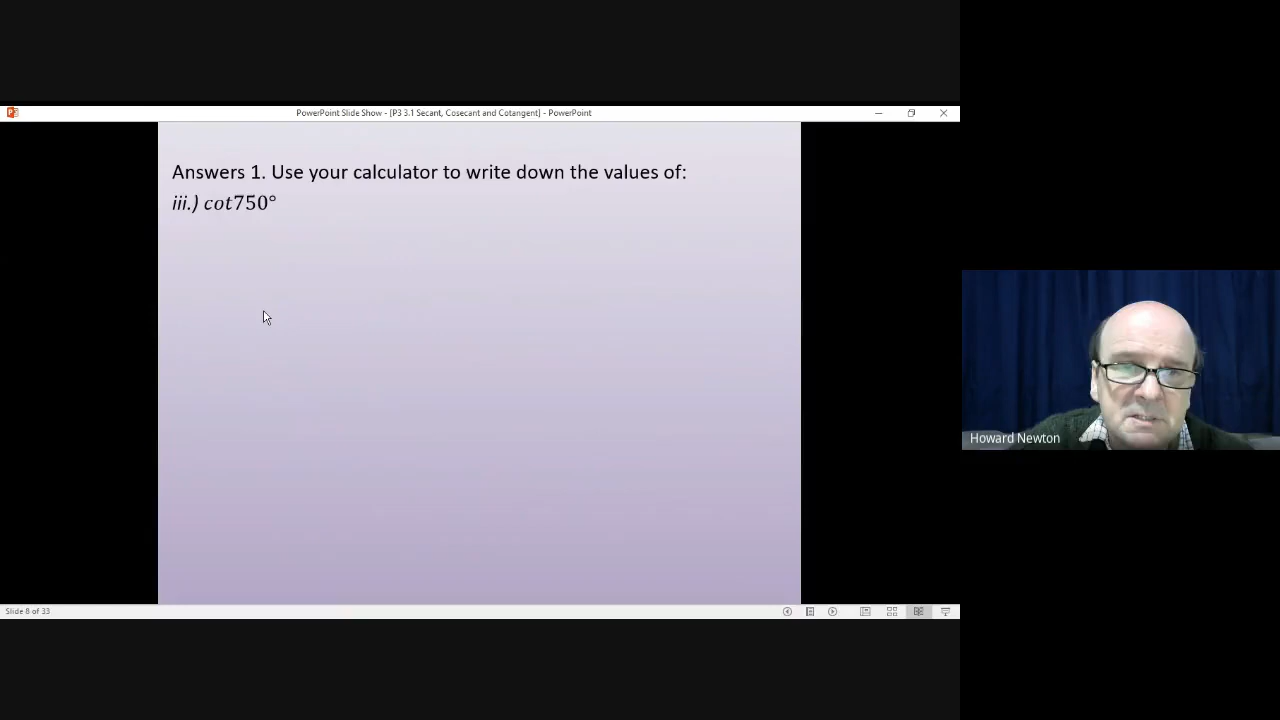 PowerPoint Slide Show - [P3 3.1 Secant, Cosecant and Cotangent] - PowerPoint
Answers 1. Use your calculator to write down the values of:
iii.) cot750°
Howard Newton
Slide 8 of 33